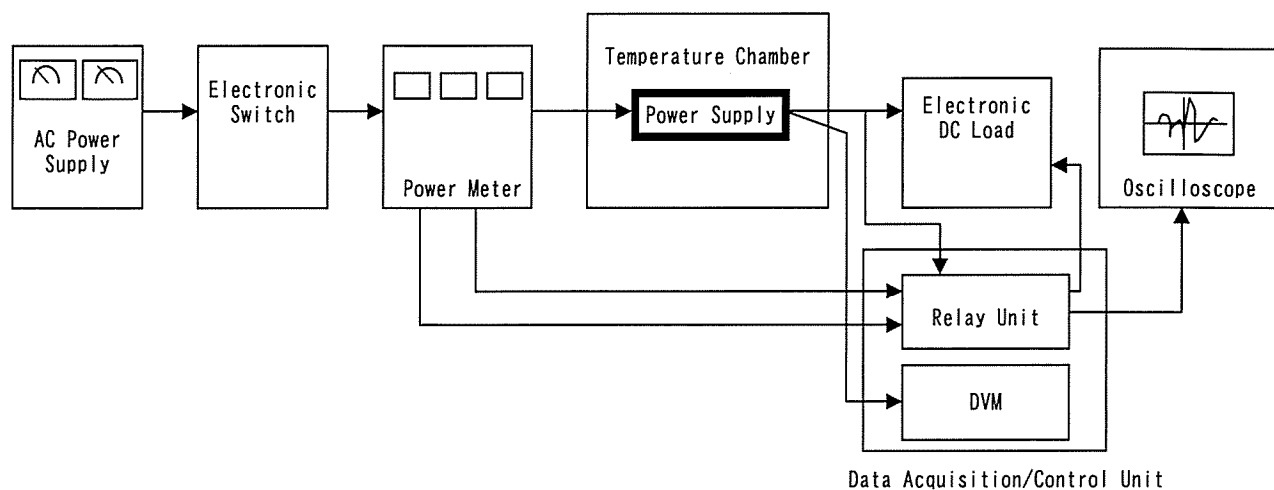 AC Power
Supply
Electronic
Switch
Power Meter
Temperature Chamber
Power Supply
Electronic
DC Load
Oscilloscope
Relay Unit
DVM
Data Acquisition/Control Unit